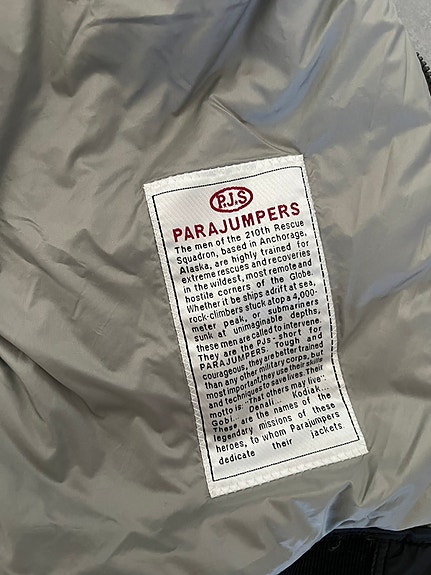 P.J.S
PARAJUMPERS
The men of the 210th Rescue
Squadron, based in Anchorage,
Alaska, are highly trained for
extreme rescues and recoveries
in the wildest, most remote and
hostile corners of the Globe.
Whether it be ships adrift at sea,
rock-climbers stuck atop a 4,000-
meter peak, or submariners
sunk at unimaginable depths,
these men are called to intervene.
They are the PJs - short for
PARAJUMPERS. Tough and
courageous, they are better trained
than any other military corps, but
most important, they use their skills
and techniques to save lives. Their
motto is: "That others may live".
Gobi... Denali... Kodiak...
These are the names of the
legendary missions of these
heroes, to whom Parajumpers
dedicate their jackets